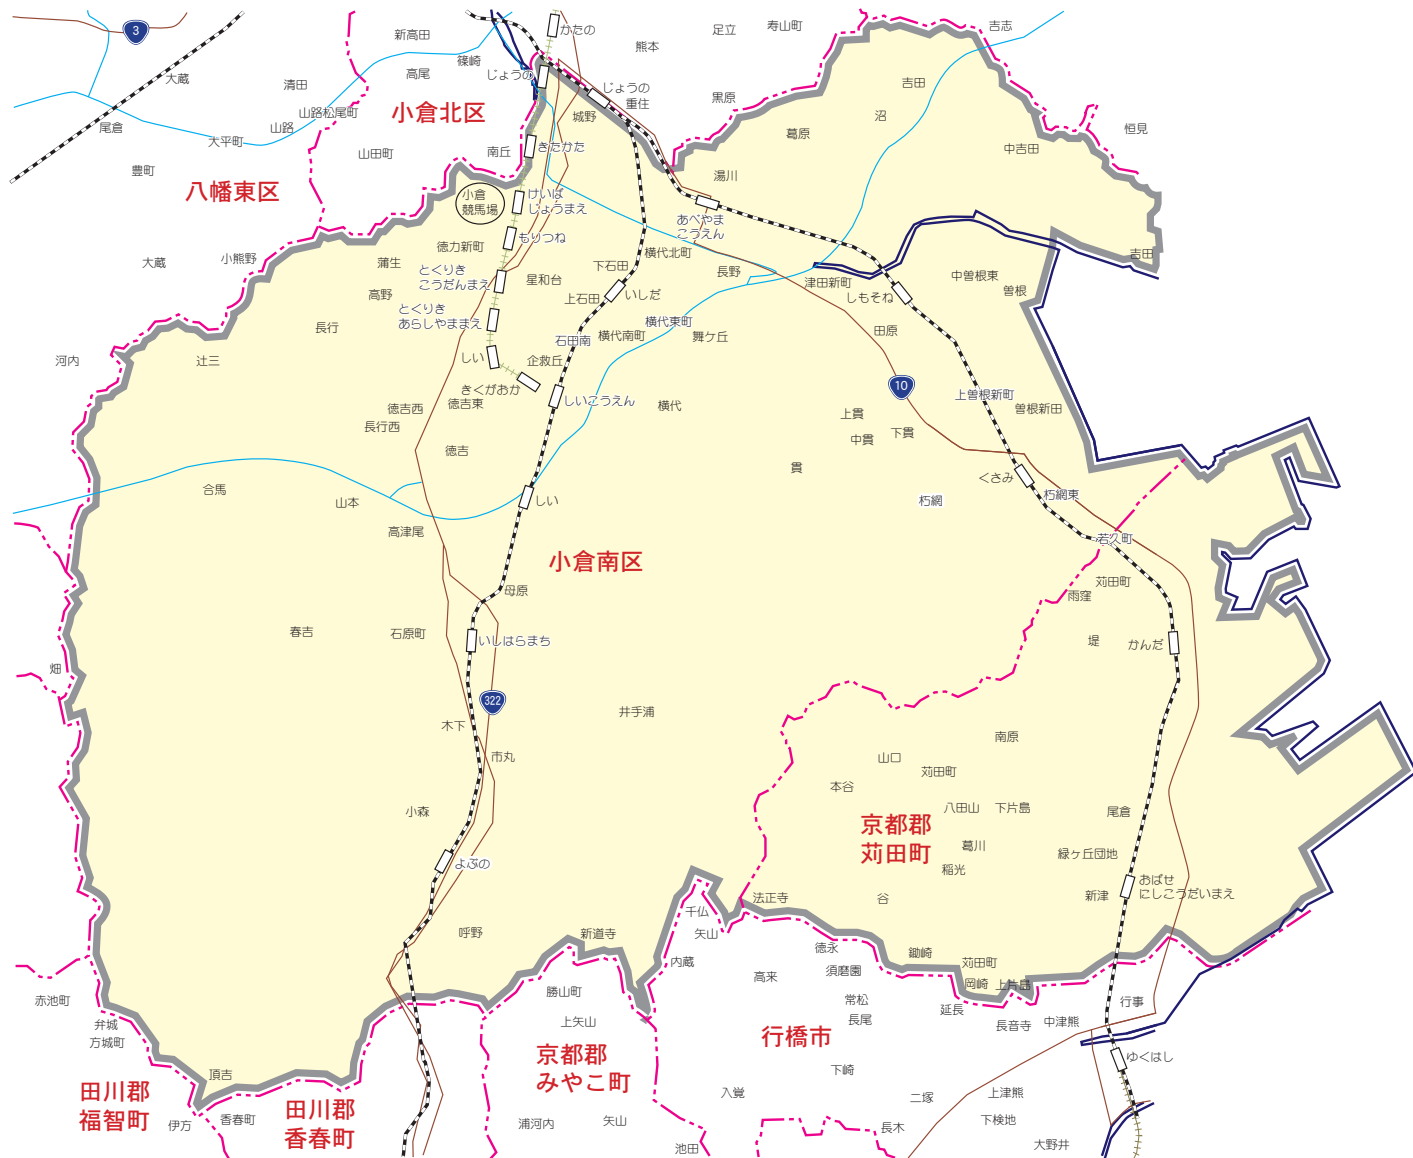 3
かたの
新高田
熊本
足立
寿山町
吉志
篠崎
高尾
じょうの
大蔵
清田
じょうの
重住
吉田
黒原
山路松尾町
小倉北区
城野
沼
尾倉
山路
葛原
恒見
大平町
山田町
南丘
きたかた
中吉田
豊町
湯川
八幡東区
小倉
競馬場
けいば
じょうまえ
あべやま
こうえん
もりつね
徳力新町
横代北町
吉田
大蔵
小熊野
蒲生
とくりき
こうだんまえ
星和台
下石田
長野
津田新町
中曽根東
曽根
高野
上石田
いしだ
しもそね
とくりき
あらしやままえ
長行
横代東町
石田南
横代南町
舞ケ丘
田原
河内
辻三
しい
企救丘
きくがおか
10
上曽根新町
徳吉西
徳吉東
しいこうえん
横代
曽根新田
長行西
上貫
下貫
中貫
徳吉
貫
くさみ
合馬
山本
しい
朽網
朽網東
高津尾
若久町
小倉南区
苅田町
母原
雨窪
春吉
石原町
いしはらまち
堤
かんだ
畑
322
井手浦
木下
南原
市丸
山口
苅田町
本谷
小森
八田山
下片島
尾倉
京都郡
苅田町
葛川
緑ヶ丘団地
よぶの
稲光
おばせ
にしこうだいまえ
法正寺
谷
新津
千仏
呼野
新道寺
矢山
徳永
鋤崎
内蔵
須磨園
苅田町
高来
岡崎
上片島
赤池町
勝山町
常松
延長
行事
弁城
方城町
上矢山
長尾
長音寺
中津熊
行橋市
京都郡
みやこ町
ゆくはし
頂吉
下崎
田川郡
福智町
入覚
二塚
上津熊
田川郡
香春町
香春町
伊方
浦河内
矢山
長木
下検地
池田
大野井